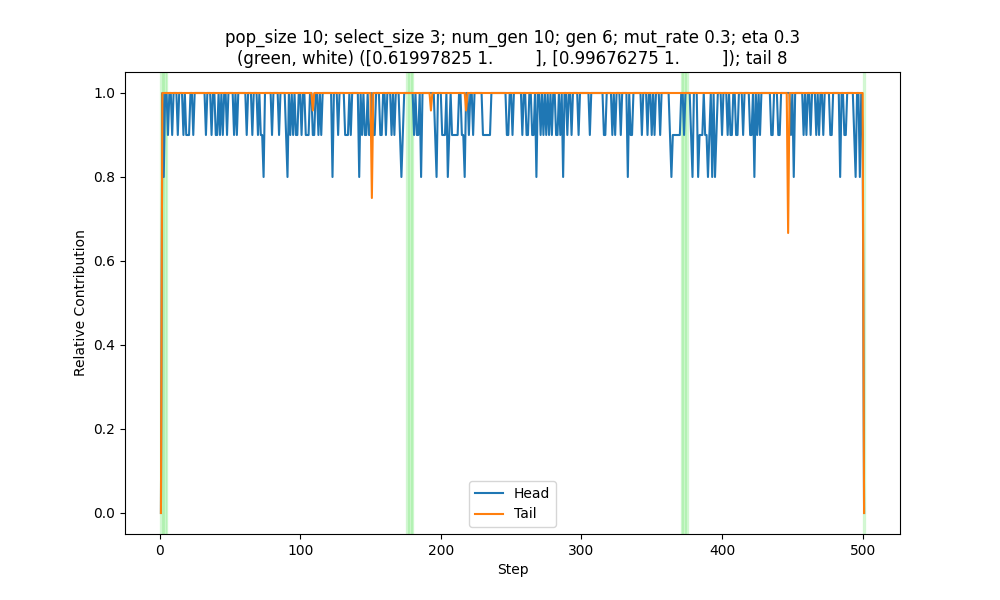 pop_size 10; select_size 3; num_gen 10; gen 6; mut_rate 0.3; eta 0.3
(green, white) ([0.61997825 1.        ], [0.99676275 1.        ]); tail 8
1.0
0.8
0.6
0.4
0.2
0.0
Relative Contribution
Head
Tail
0 100 200 300 400 500
Step